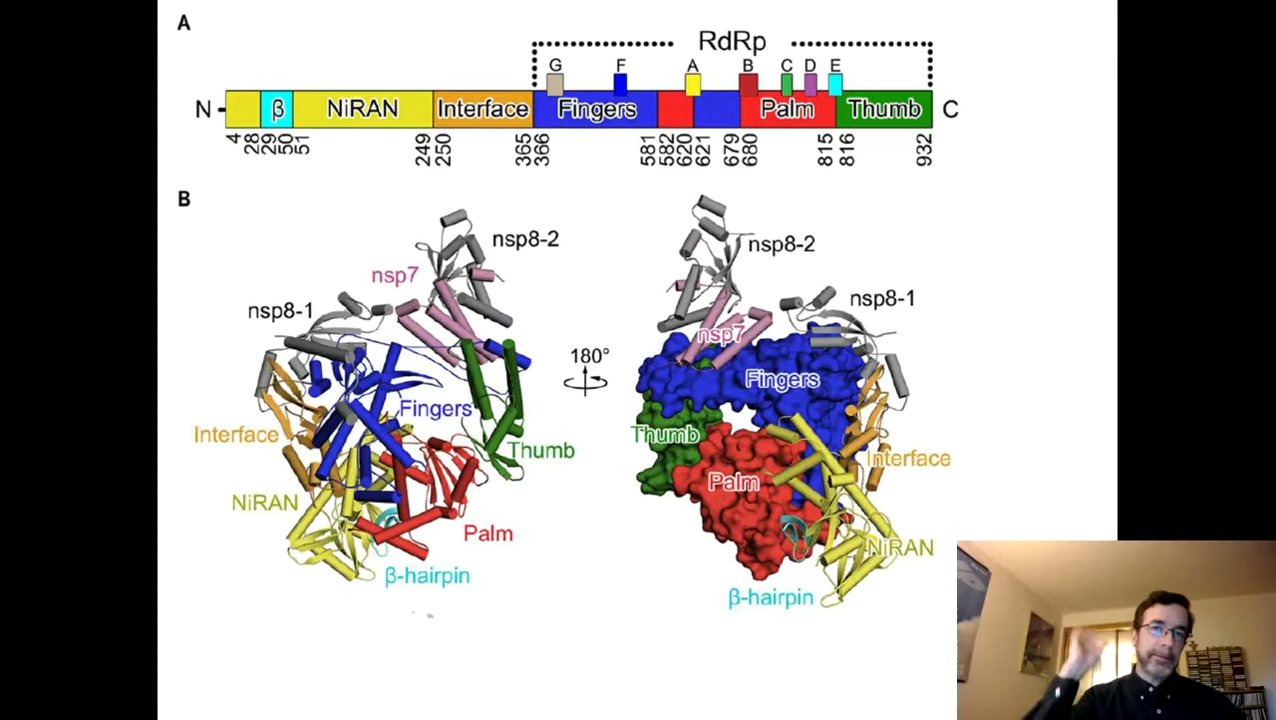 A
RdRp
G F A B C D E
N β NiRAN Interface Fingers Palm Thumb C
4 28 29 50 51 249 250 365 366 581 582 620 621 679 680 815 816 932
B
nsp8-2
nsp7
nsp8-1
Fingers
Interface
Thumb
NiRAN
Palm
β-hairpin
180°
nsp8-2
nsp8-1
nsp7
Fingers
Thumb
Interface
Palm
NiRAN
β-hairpin